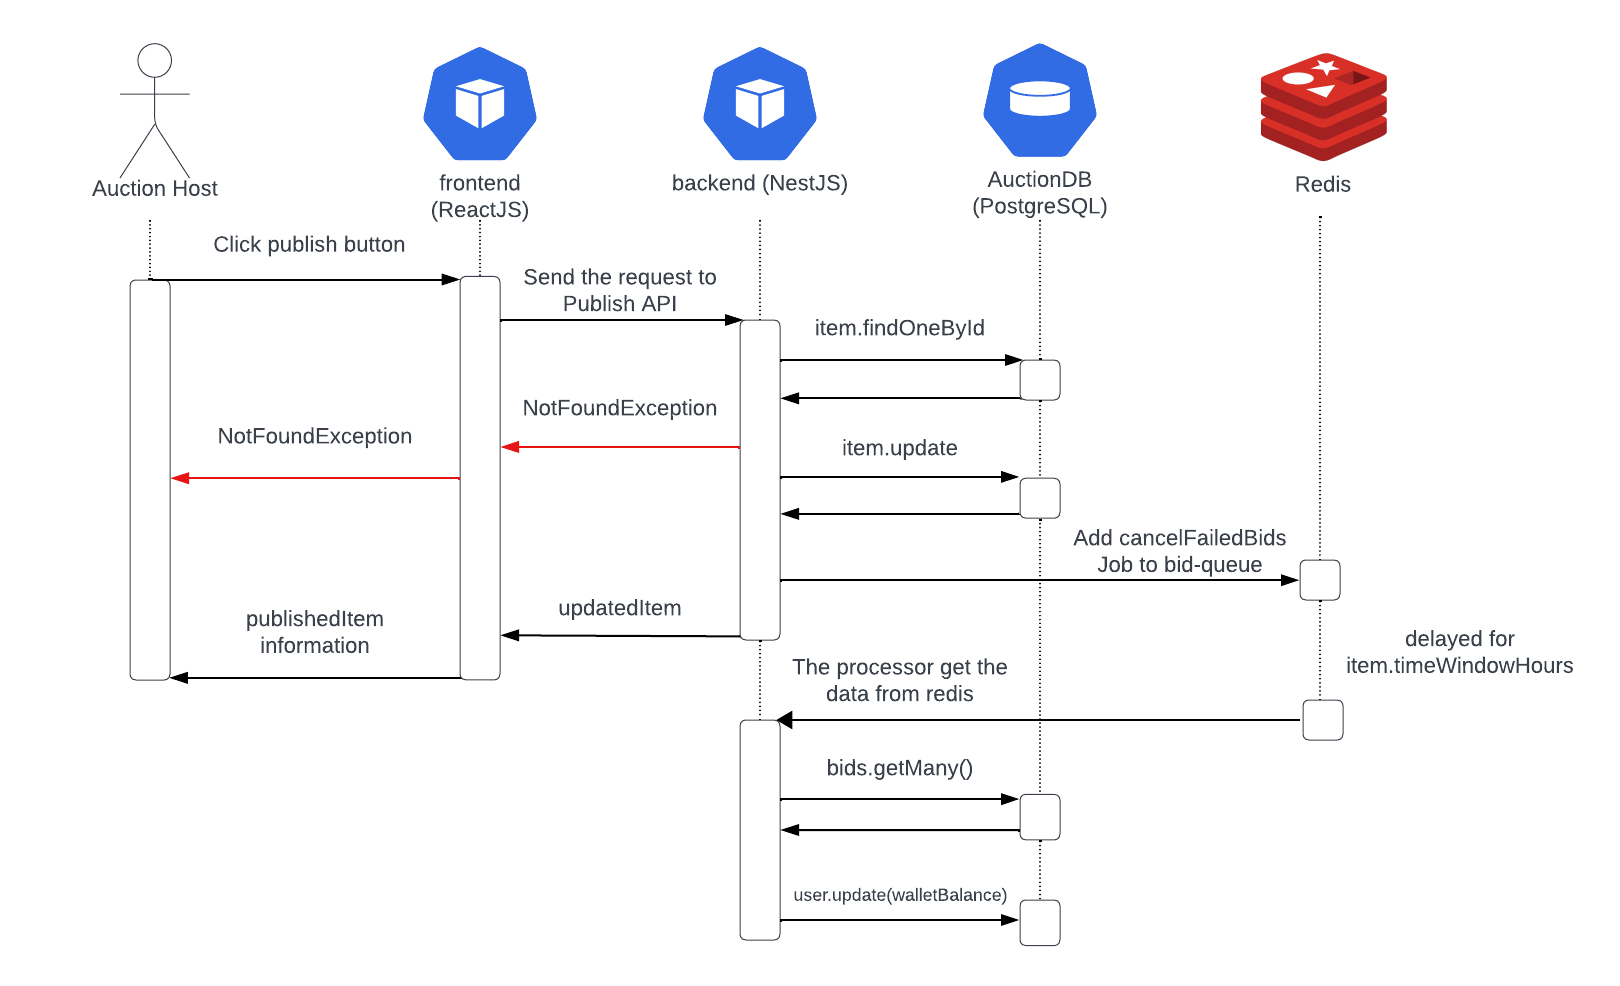 Auction Host
frontend
(ReactJS)
backend (NestJS)
AuctionDB
(PostgreSQL)
Redis
Click publish button
Send the request to
Publish API
item.findOneById
NotFoundException
NotFoundException
item.update
Add cancelFailedBids
Job to bid-queue
updatedItem
publishedItem
information
delayed for
item.timeWindowHours
The processor get the
data from redis
bids.getMany()
user.update(walletBalance)